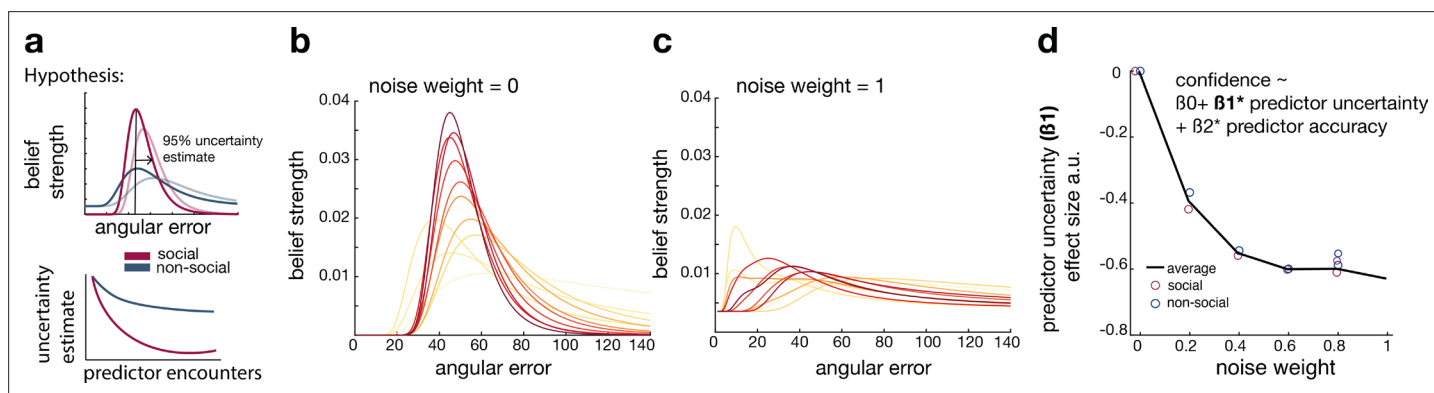 a
Hypothesis:
95% uncertainty
estimate
belief
strength
angular error
social
non-social
uncertainty
estimate
predictor encounters
b
noise weight = 0
belief strength
0.04
0.03
0.02
0.01
0 20 40 60 80 100 120 140
angular error
c
noise weight = 1
belief strength
0.04
0.03
0.02
0.01
0 20 40 60 80 100 120 140
angular error
d
confidence ~
ß0+ ß1* predictor uncertainty
+ ß2* predictor accuracy
predictor uncertainty (ß1)
effect size a.u.
0
-0.2
-0.4
-0.6
-0.8
average
social
non-social
0 0.2 0.4 0.6 0.8 1
noise weight